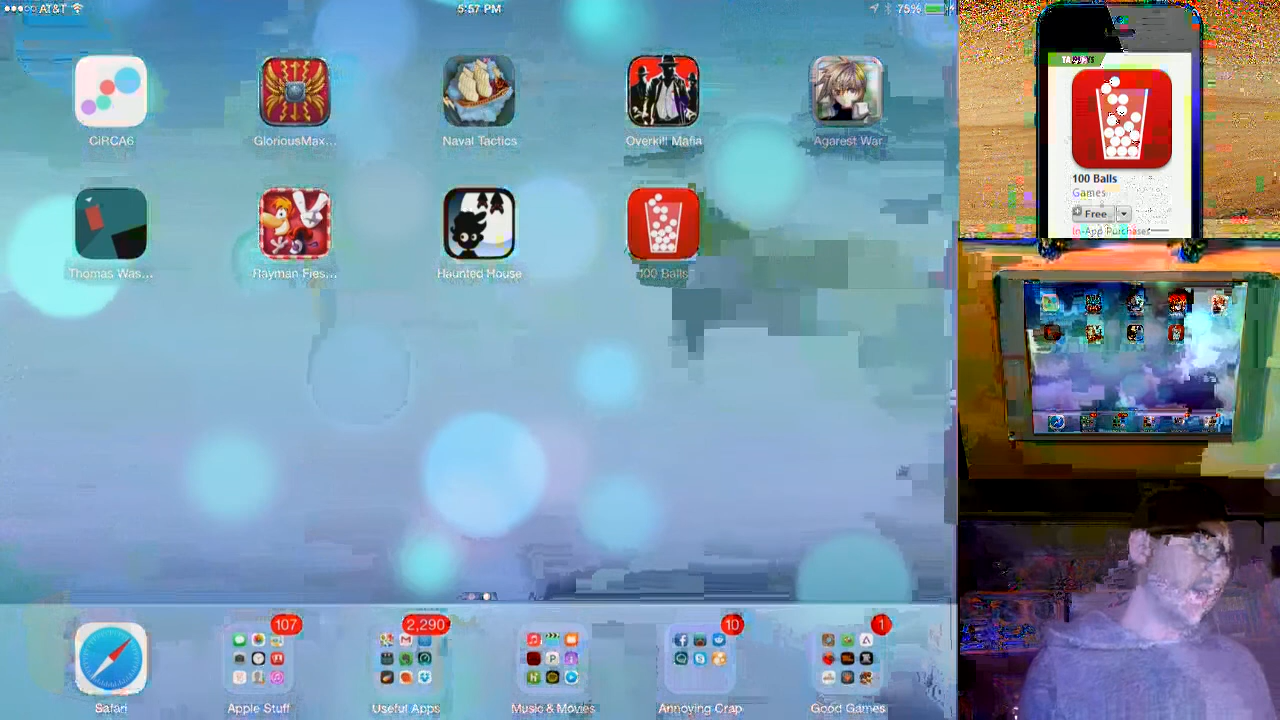 AT&T
5:57 PM
75%
CIRCA6
GloriousMax...
Naval Tactics
Overkill Mafia
Agarest War
Thomas Was...
Rayman Fies...
Haunted House
100 Balls
107
2,290
10
1
Safari
Apple Stuff
Useful Apps
Music & Movies
Annoying Crap
Good Games
100 Balls
Games
Free
In-App Purchases